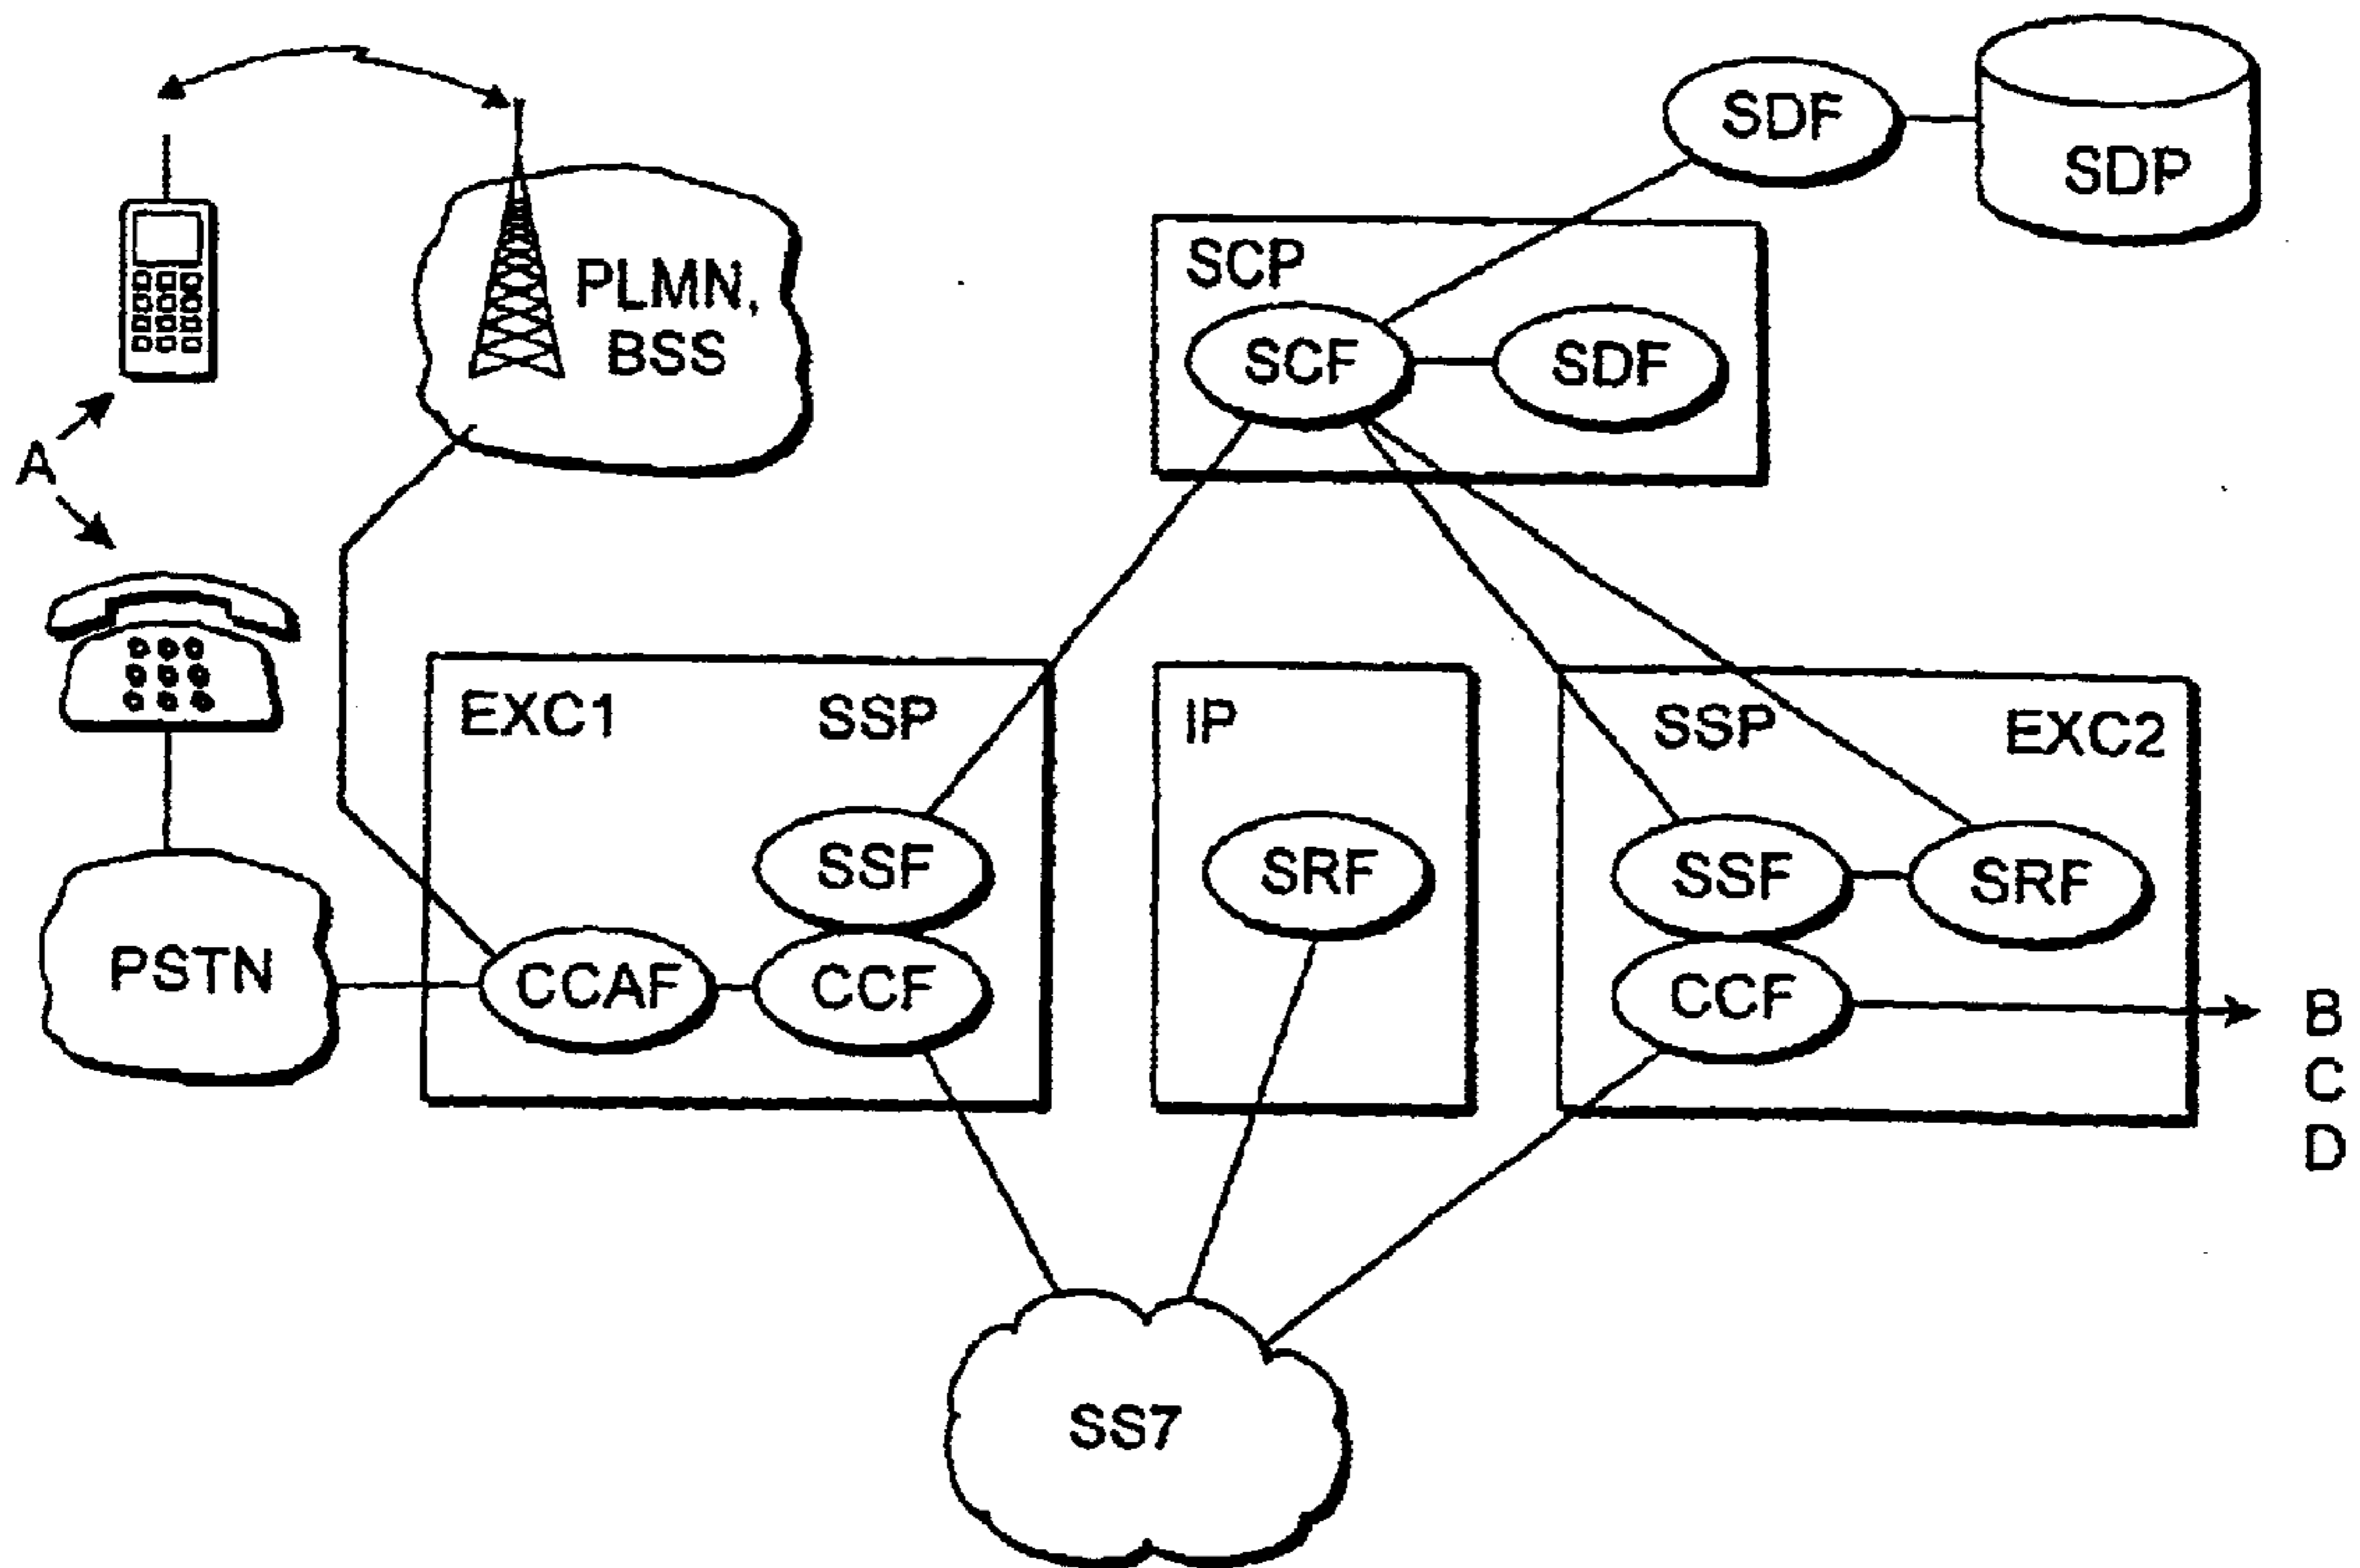 SDF
SDP
SCP
PLMN,
BSS
SCF
SDF
A
EXC1
SSP
IP
SSP
EXC2
SSF
SRF
SSF
SRF
PSTN
CCAF
CCF
CCF
B
C
D
SS7